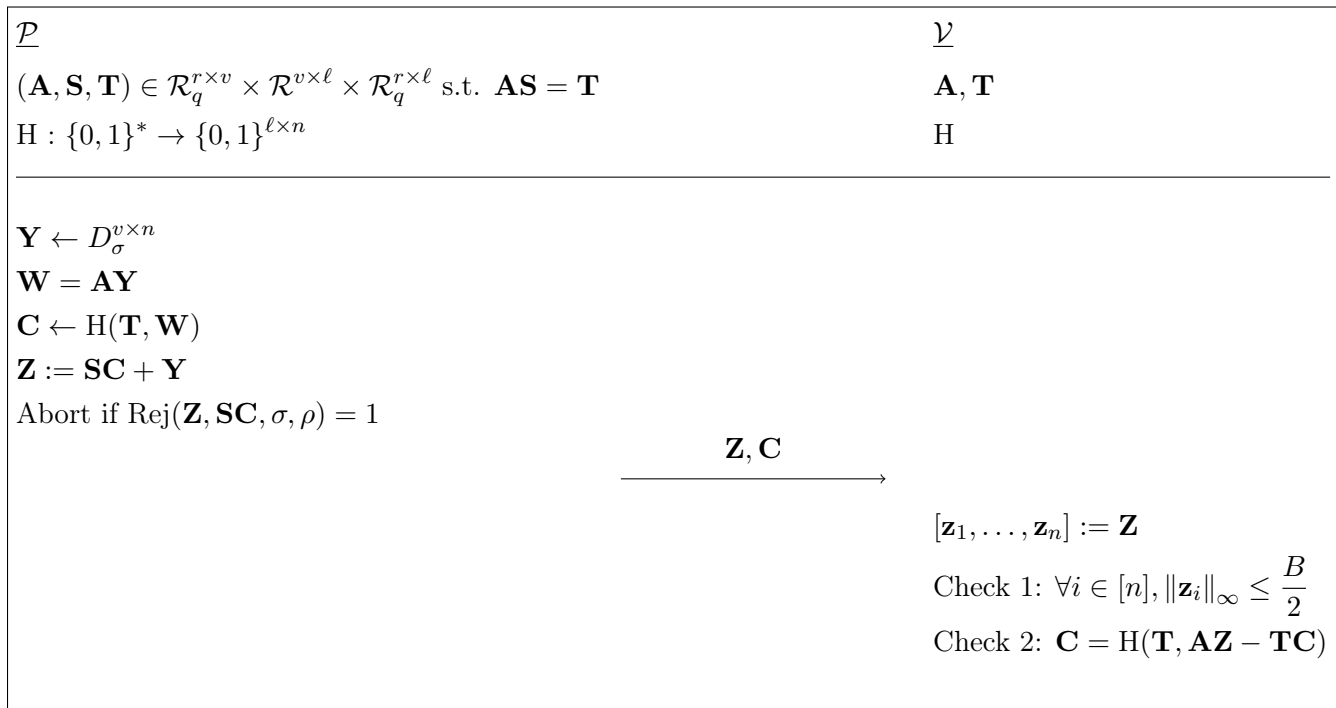 𝒫 𝒱
(𝐀, 𝐒, 𝐓) ∈ ℛ_q^{r×v} × ℛ^{v×ℓ} × ℛ_q^{r×ℓ} s.t. 𝐀𝐒 = 𝐓 𝐀, 𝐓
H : {0, 1}^* → {0, 1}^{ℓ×n} H
𝐘 ← D_σ^{v×n}
𝐖 = 𝐀𝐘
𝐂 ← H(𝐓, 𝐖)
𝐙 := 𝐒𝐂 + 𝐘
Abort if Rej(𝐙, 𝐒𝐂, σ, ρ) = 1
𝐙, 𝐂
[𝐳_1, . . . , 𝐳_n] := 𝐙
Check 1: ∀i ∈ [n], ‖𝐳_i‖_∞ ≤ B/2
Check 2: 𝐂 = H(𝐓, 𝐀𝐙 − 𝐓𝐂)